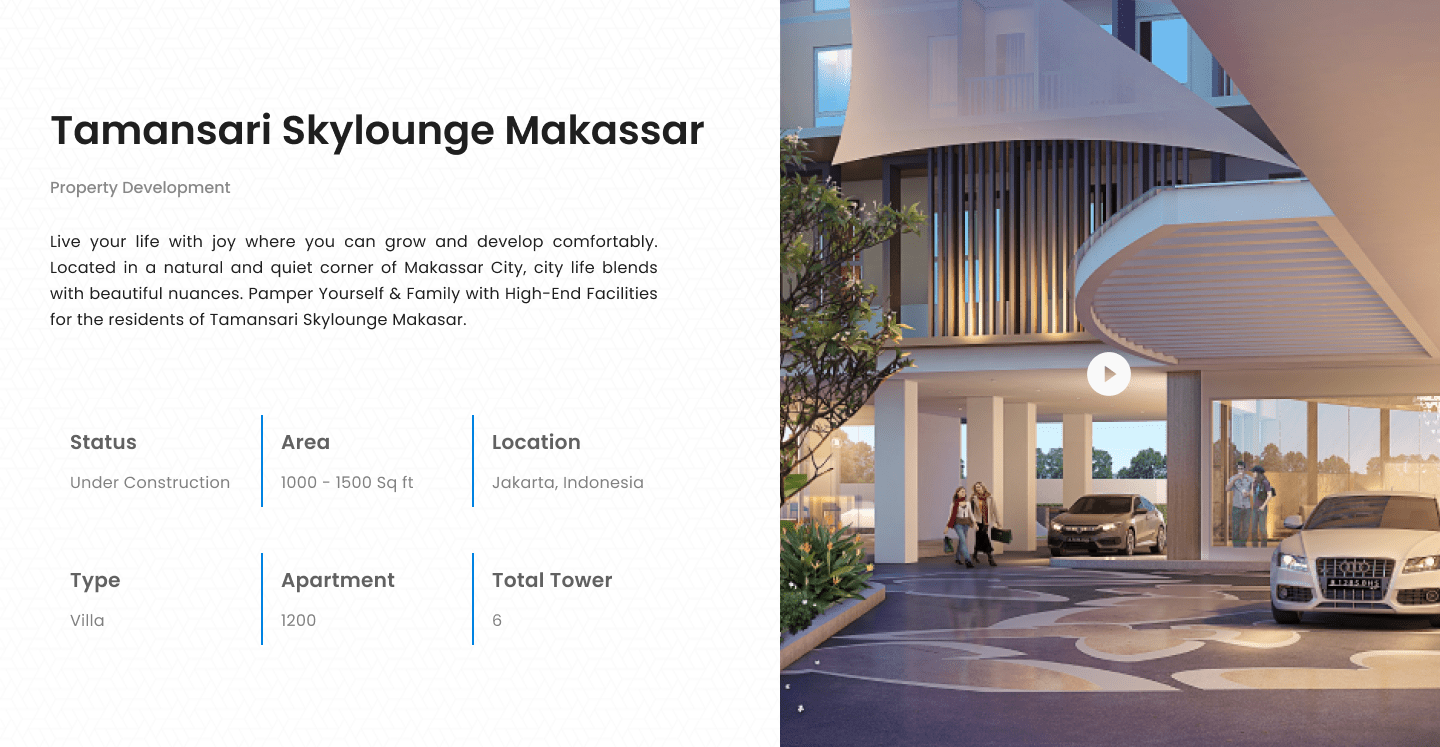 Tamansari Skylounge Makassar
Property Development
Live your life with joy where you can grow and develop comfortably.
Located in a natural and quiet corner of Makassar City, city life blends
with beautiful nuances. Pamper Yourself & Family with High-End Facilities
for the residents of Tamansari Skylounge Makasar.
Status
Under Construction
Area
1000 - 1500 Sq ft
Location
Jakarta, Indonesia
Type
Villa
Apartment
1200
Total Tower
6